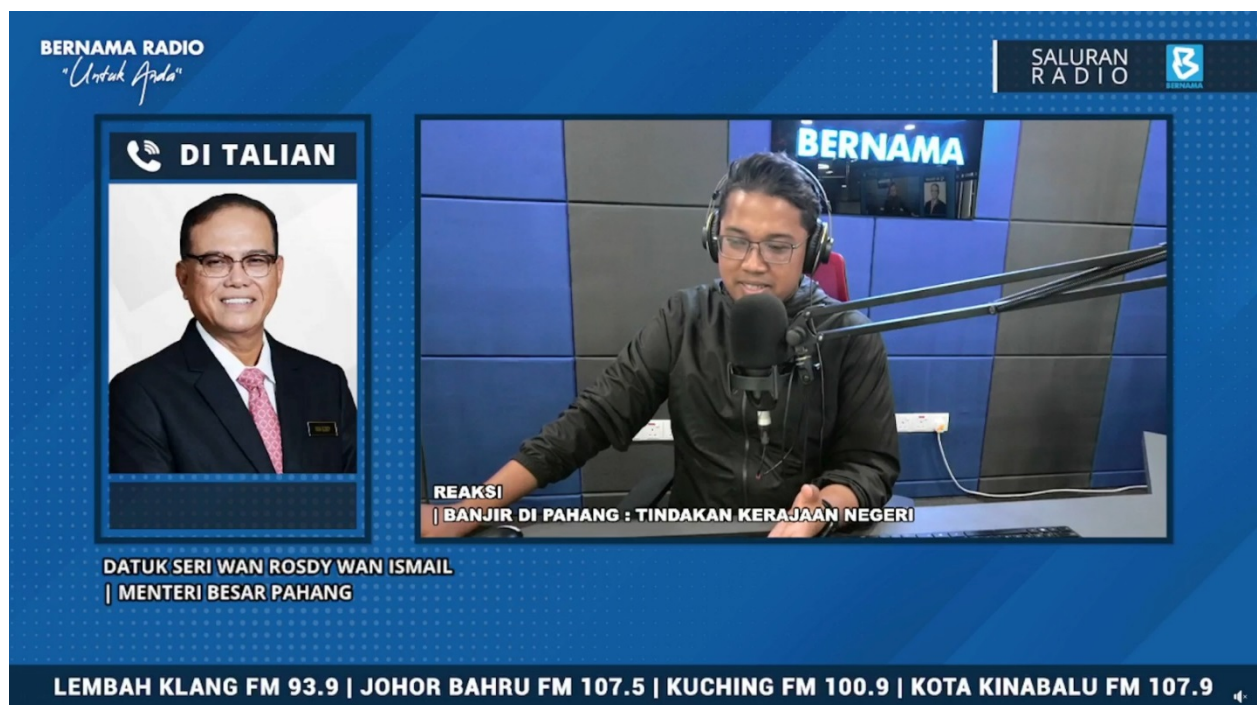 BERNAMA RADIO
"Untuk Anda"
SALURAN
RADIO
BERNAMA
DI TALIAN
BERNAMA
REAKSI
| BANJIR DI PAHANG : TINDAKAN KERAJAAN NEGERI
DATUK SERI WAN ROSDY WAN ISMAIL
| MENTERI BESAR PAHANG
LEMBAH KLANG FM 93.9 | JOHOR BAHRU FM 107.5 | KUCHING FM 100.9 | KOTA KINABALU FM 107.9